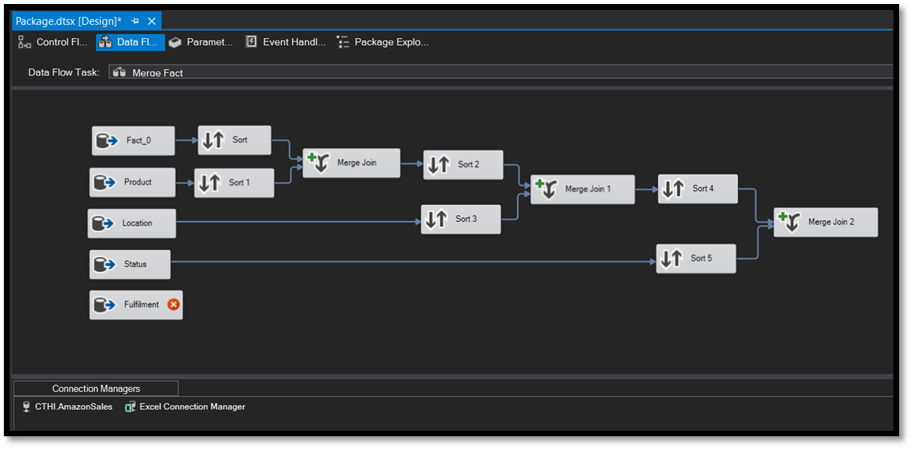 Package.dtsx [Design]*
Control Fl... Data Fl... Paramet... Event Handl... Package Explo...
Data Flow Task: Merge Fact
Fact_0
Sort
Product
Sort 1
Merge Join
Sort 2
Location
Sort 3
Merge Join 1
Sort 4
Status
Sort 5
Merge Join 2
Fulfilment
Connection Managers
CTHI.AmazonSales Excel Connection Manager